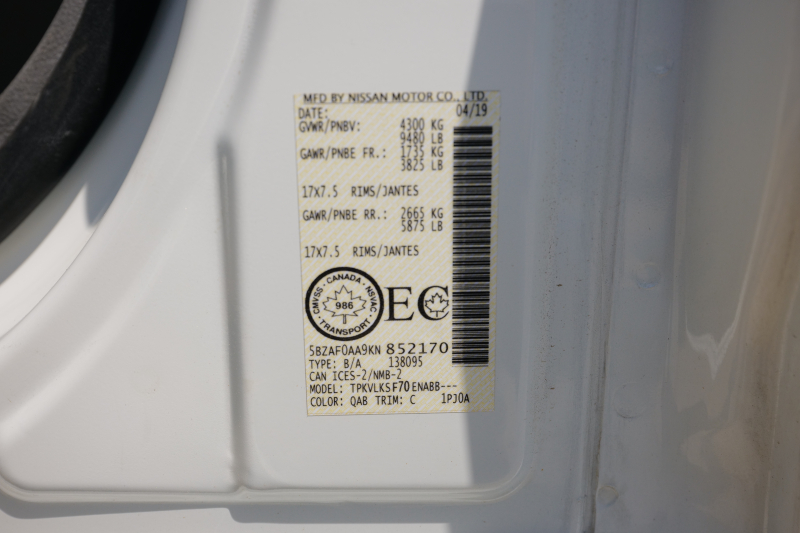 MFD BY NISSAN MOTOR CO., LTD.
DATE: 04/19
GVWR/PNBV: 4300 KG
9480 LB
GAWR/PNBE FR.: 1735 KG
3825 LB
17X7.5 RIMS/JANTES
GAWR/PNBE RR.: 2665 KG
5875 LB
17X7.5 RIMS/JANTES
CANADA
CMVSS · NSVAC
986
TRANSPORT
EC
5BZAF0AA9KN 852170
TYPE: B/A 138095
CAN ICES-2/NMB-2
MODEL: TPKVLKSF70ENABB---
COLOR: QAB TRIM: C 1PJ0A